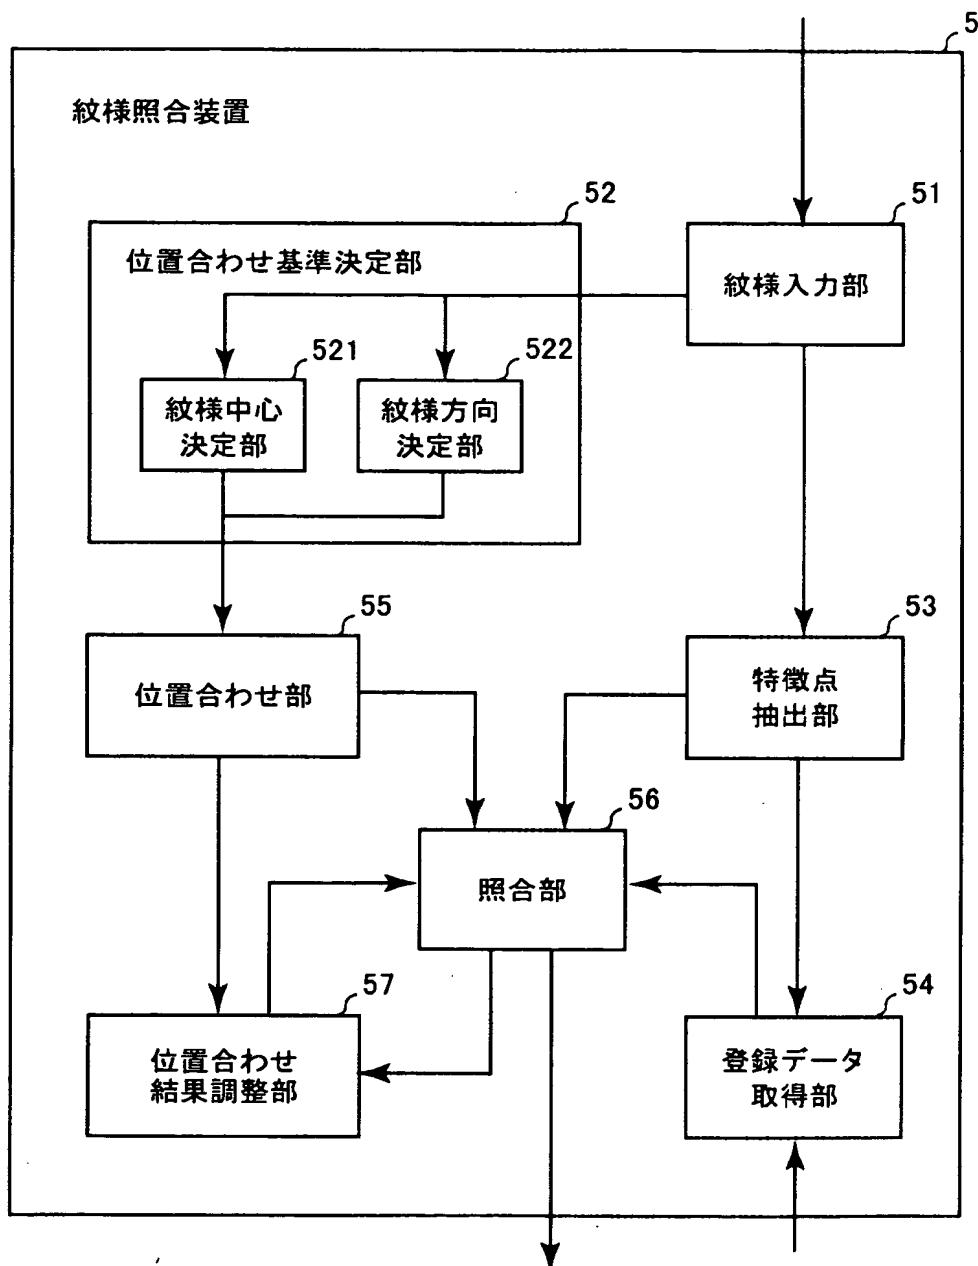 5
紋様照合装置
52
51
位置合わせ基準決定部
紋様入力部
521
522
紋様中心
決定部
紋様方向
決定部
55
53
位置合わせ部
特徴点
抽出部
56
照合部
57
54
位置合わせ
結果調整部
登録データ
取得部